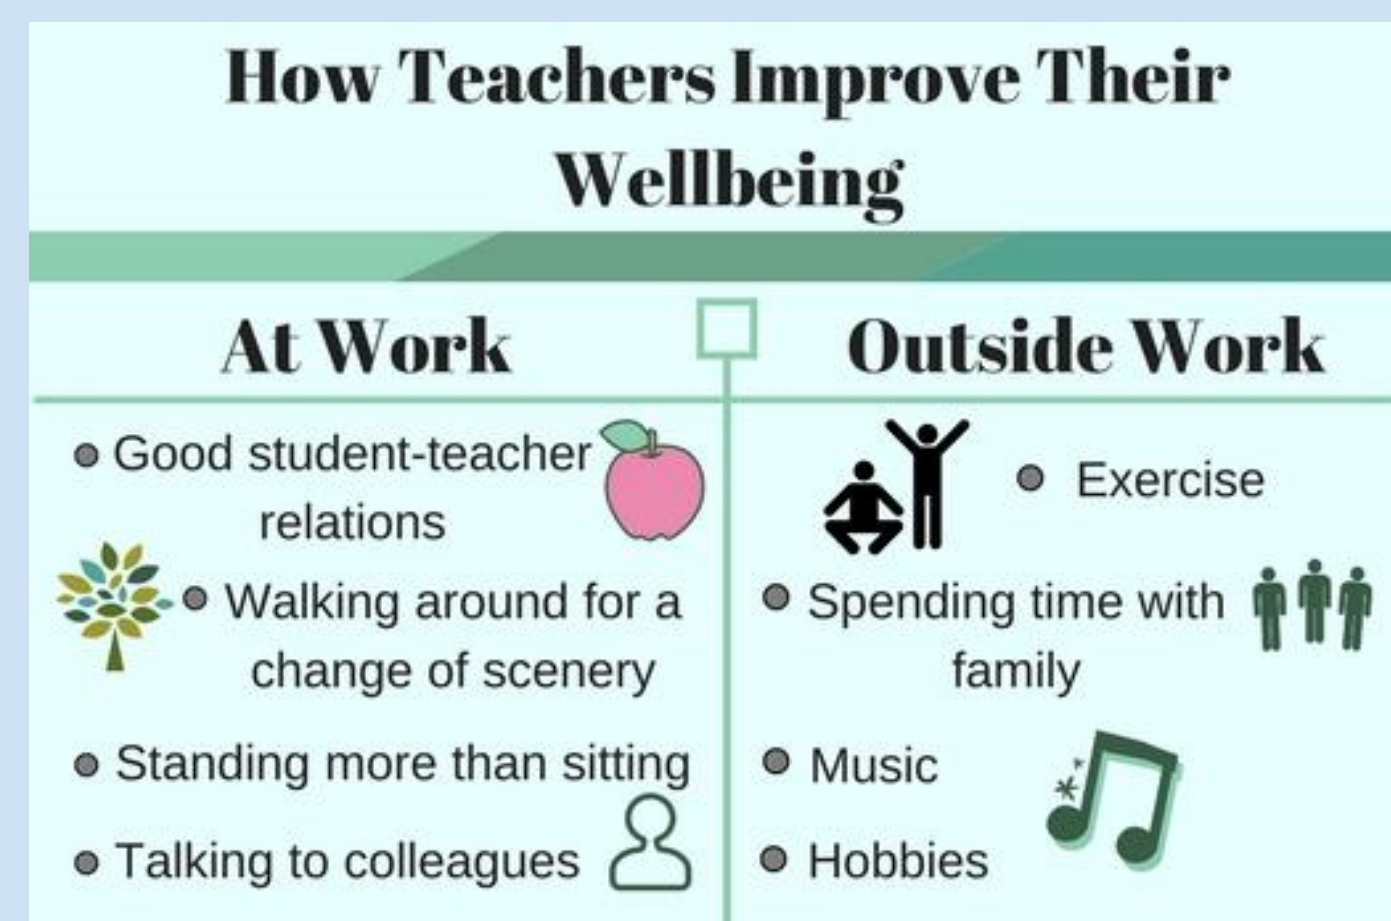 How Teachers Improve Their
Wellbeing
At Work
• Good student-teacher
relations
• Walking around for a
change of scenery
• Standing more than sitting
• Talking to colleagues
Outside Work
• Exercise
• Spending time with
family
• Music
• Hobbies